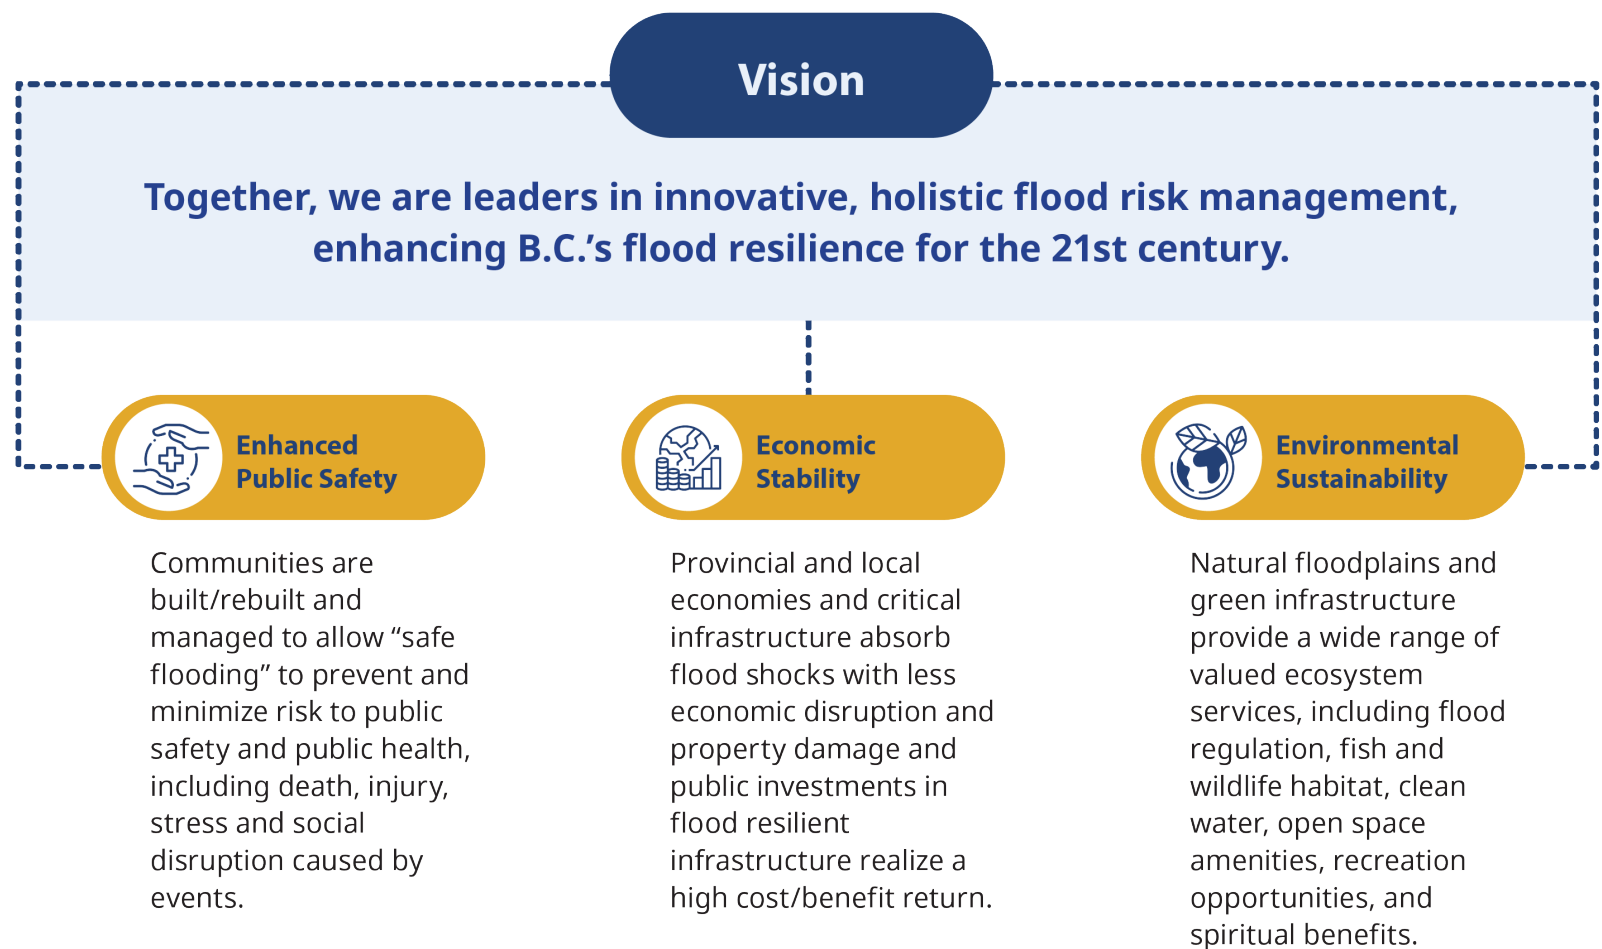 Vision
Together, we are leaders in innovative, holistic flood risk management,
enhancing B.C.’s flood resilience for the 21st century.
Enhanced
Public Safety
Communities are
built/rebuilt and
managed to allow “safe
flooding” to prevent and
minimize risk to public
safety and public health,
including death, injury,
stress and social
disruption caused by
events.
Economic
Stability
Provincial and local
economies and critical
infrastructure absorb
flood shocks with less
economic disruption and
property damage and
public investments in
flood resilient
infrastructure realize a
high cost/benefit return.
Environmental
Sustainability
Natural floodplains and
green infrastructure
provide a wide range of
valued ecosystem
services, including flood
regulation, fish and
wildlife habitat, clean
water, open space
amenities, recreation
opportunities, and
spiritual benefits.